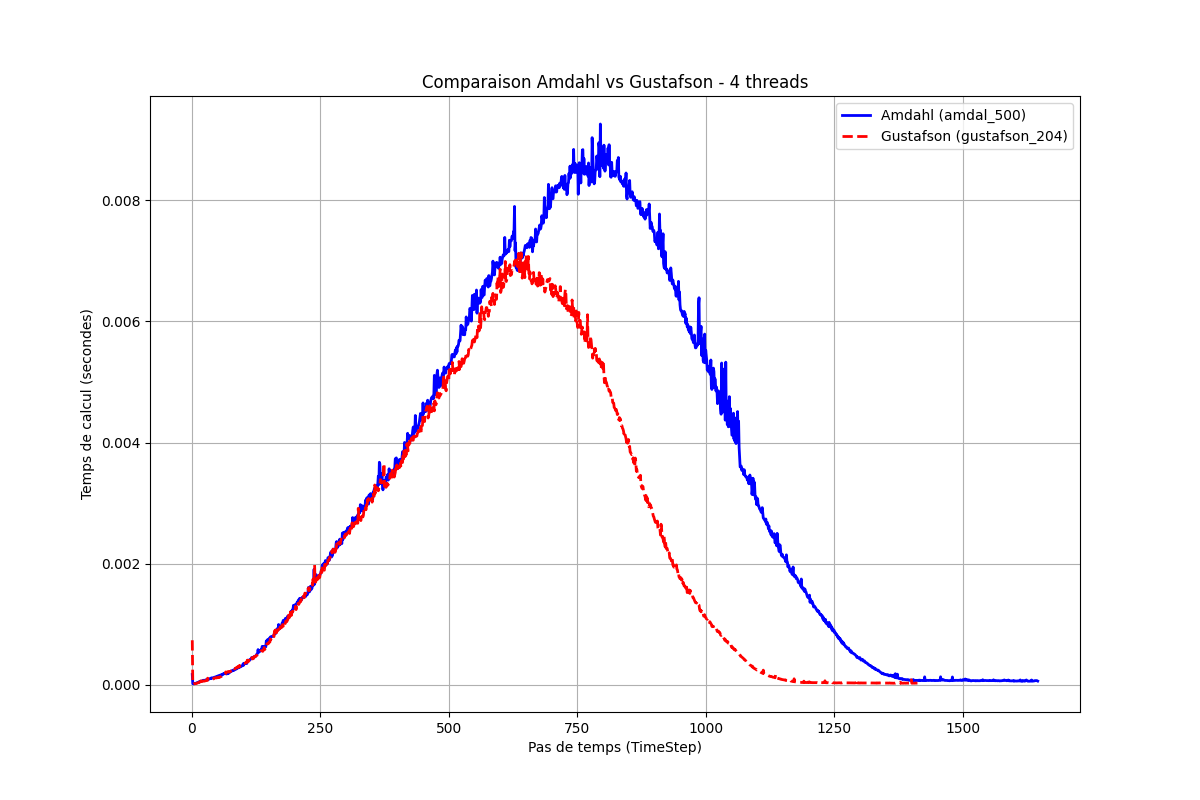 Comparaison Amdahl vs Gustafson - 4 threads
Amdahl (amdal_500)
Gustafson (gustafson_204)
Temps de calcul (secondes)
0.008
0.006
0.004
0.002
0.000
0 250 500 750 1000 1250 1500
Pas de temps (TimeStep)